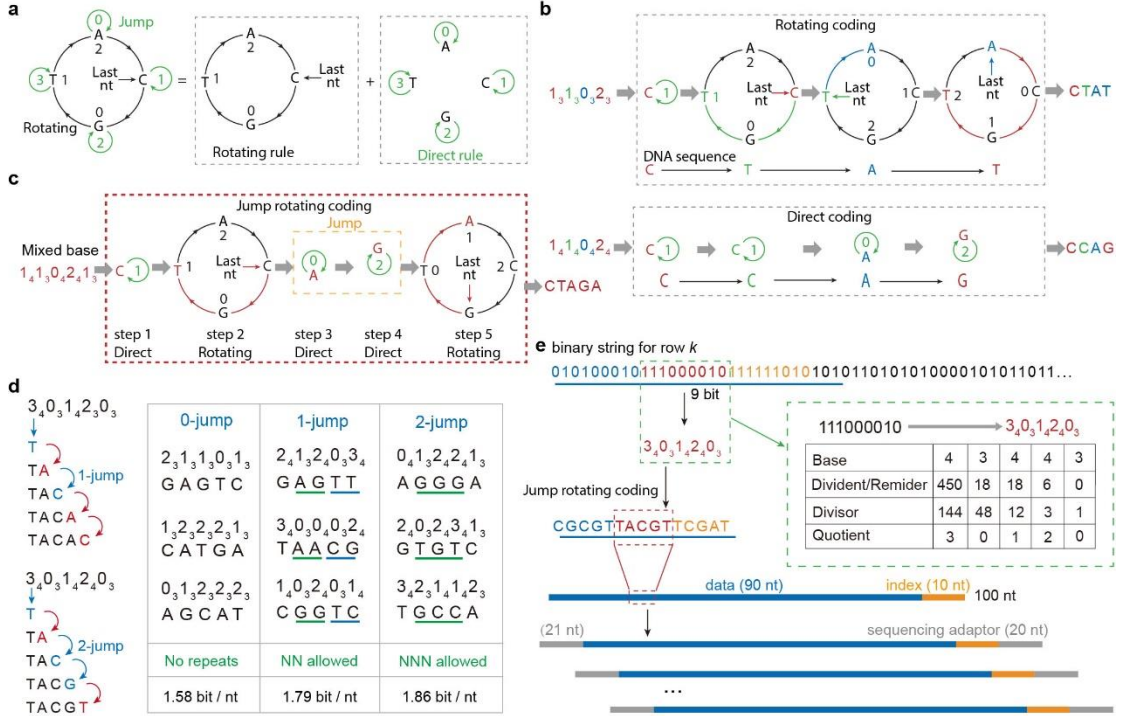 a
0
Jump
A
2
3
T
1
Last
nt
C
1
Rotating
0
G
2
=
A
2
T
1
C
Last
nt
0
G
Rotating rule
+
0
A
3
T
C
1
G
2
Direct rule
b
Rotating coding
1₃1₃0₃2₃
C
1
A
2
T
1
Last
nt
C
0
G
A
0
T
Last
nt
1
C
2
G
A
T
2
Last
nt
0
C
1
G
CTAT
DNA sequence
C
T
A
T
Direct coding
1₄1₄0₄2₄
C
1
C
1
0
A
G
2
CCAG
C
C
A
G
c
Jump rotating coding
Mixed base
1₄1₃0₄2₄1₃
C
1
A
2
T
1
Last
nt
C
0
G
Jump
0
A
G
2
A
1
T
0
Last
nt
2
C
G
CTAGA
step 1
Direct
step 2
Rotating
step 3
Direct
step 4
Direct
step 5
Rotating
d
3₄0₃1₄2₃0₃
T
TA
1-jump
TAC
TACA
TACAC
3₄0₃1₄2₄0₃
T
TA
2-jump
TAC
TACG
TACGT
0-jump
1-jump
2-jump
2₃1₃1₃0₁3
GAGTC
2₄1₃2₄0₃3₄
GAGTT
0₄1₃2₂2₄1₃
AGGGA
1₃2₃2₃2₂1₃
CATGA
3₄0₃0₄0₃2₄
TAACG
2₄0₃2₄3₄1₃
GTGTC
0₃1₃2₂2₃2₃
AGCAT
1₄0₃2₄0₃1₄
CGGTC
3₄2₃1₄1₄2₃
TGCCA
No repeats
NN allowed
NNN allowed
1.58 bit / nt
1.79 bit / nt
1.86 bit / nt
e
binary string for row k
010100010111000010111111010101011010101000010101011011...
9 bit
3₄0₃1₄2₄0₃
111000010
3₄0₃1₄2₄0₃
Base 4 3 4 4 3
Divident/Remider 450 18 18 6 0
Divisor 144 48 12 3 1
Quotient 3 0 1 2 0
Jump rotating coding
CGCGTTACGTTCGAT
data (90 nt)
index (10 nt)
100 nt
(21 nt)
sequencing adaptor (20 nt)
...